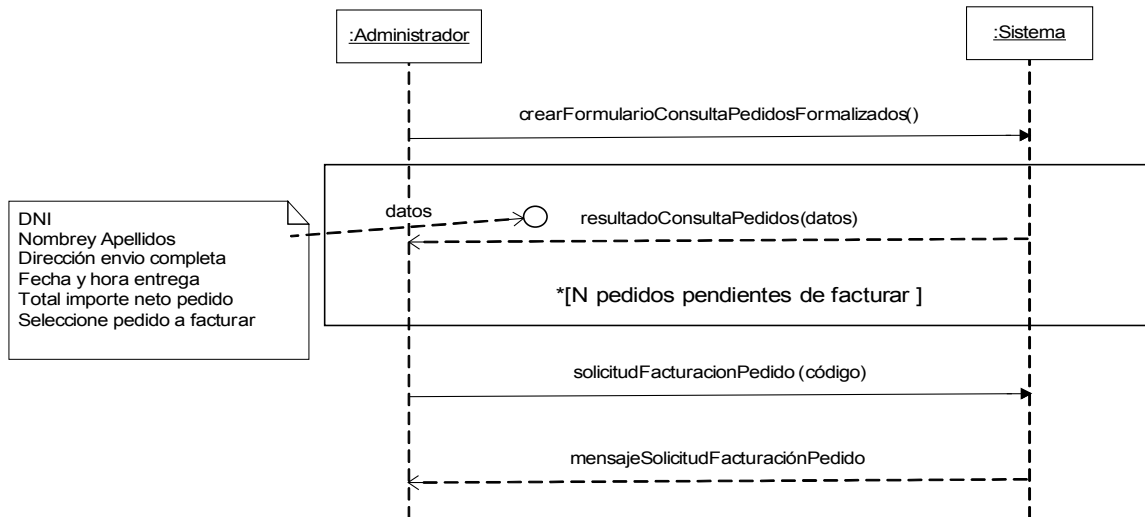 :Administrador
:Sistema
crearFormularioConsultaPedidosFormalizados()
DNI
Nombrey Apellidos
Dirección envio completa
Fecha y hora entrega
Total importe neto pedido
Seleccione pedido a facturar
datos
resultadoConsultaPedidos(datos)
*[N pedidos pendientes de facturar ]
solicitudFacturacionPedido (código)
mensajeSolicitudFacturaciónPedido